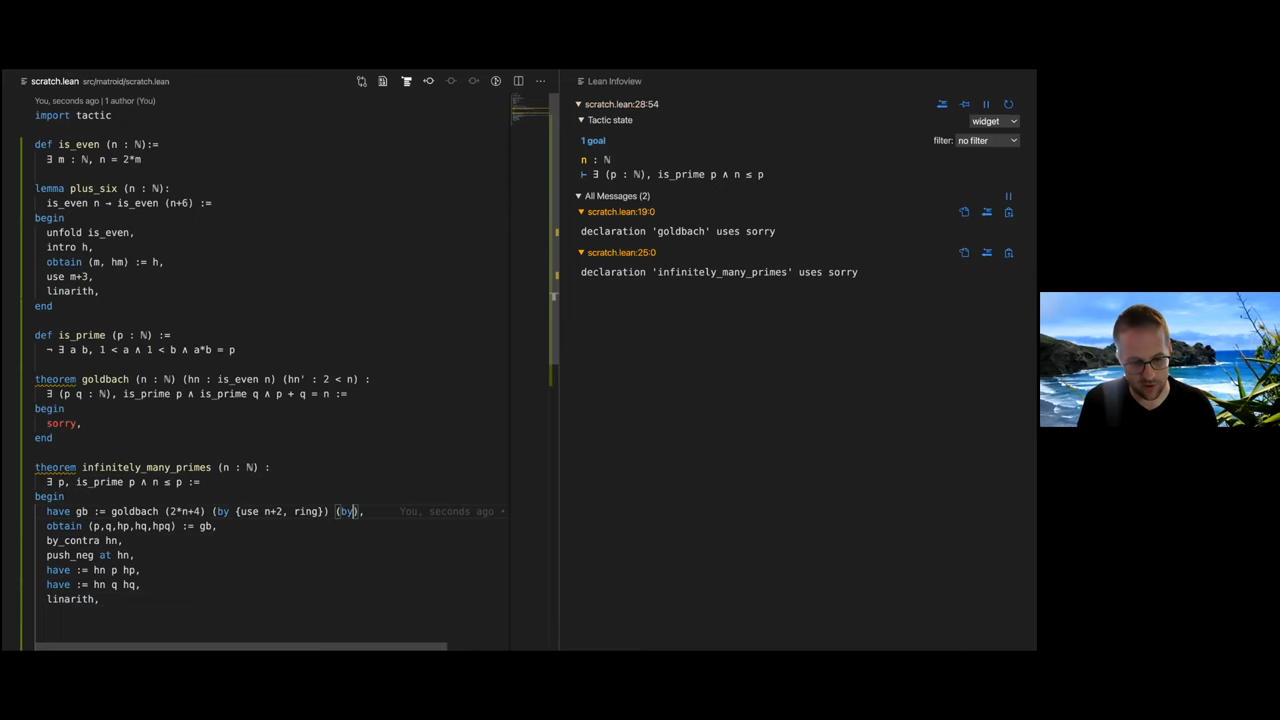 scratch.lean src/matroid/scratch.lean
You, seconds ago | 1 author (You)
import tactic
def is_even (n : ℕ):=
∃ m : ℕ, n = 2*m
lemma plus_six (n : ℕ):
is_even n → is_even (n+6) :=
begin
unfold is_even,
intro h,
obtain ⟨m, hm⟩ := h,
use m+3,
linarith,
end
def is_prime (p : ℕ) :=
¬ ∃ a b, 1 < a ∧ 1 < b ∧ a*b = p
theorem goldbach (n : ℕ) (hn : is_even n) (hn' : 2 < n) :
∃ (p q : ℕ), is_prime p ∧ is_prime q ∧ p + q = n :=
begin
sorry,
end
theorem infinitely_many_primes (n : ℕ) :
∃ p, is_prime p ∧ n ≤ p :=
begin
have gb := goldbach (2*n+4) (by {use n+2, ring}) (by), You, seconds ago •
obtain ⟨p,q,hp,hq,hpq⟩ := gb,
by_contra hn,
push_neg at hn,
have := hn p hp,
have := hn q hq,
linarith,
Lean Infoview
scratch.lean:28:54
Tactic state
widget
1 goal
filter: no filter
n : ℕ
⊢ ∃ (p : ℕ), is_prime p ∧ n ≤ p
All Messages (2)
scratch.lean:19:0
declaration 'goldbach' uses sorry
scratch.lean:25:0
declaration 'infinitely_many_primes' uses sorry